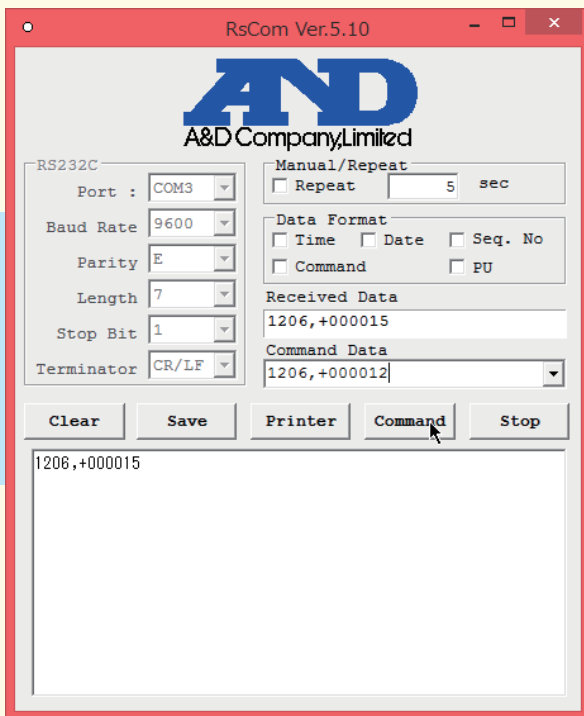 RsCom Ver.5.10
AND
A&D Company,Limited
RS232C
Port : COM3
Baud Rate 9600
Parity E
Length 7
Stop Bit 1
Terminator CR/LF
Manual/Repeat
Repeat 5 sec
Data Format
Time Date Seq. No
Command PU
Received Data
1206,+000015
Command Data
1206,+000012
Clear Save Printer Command Stop
1206,+000015